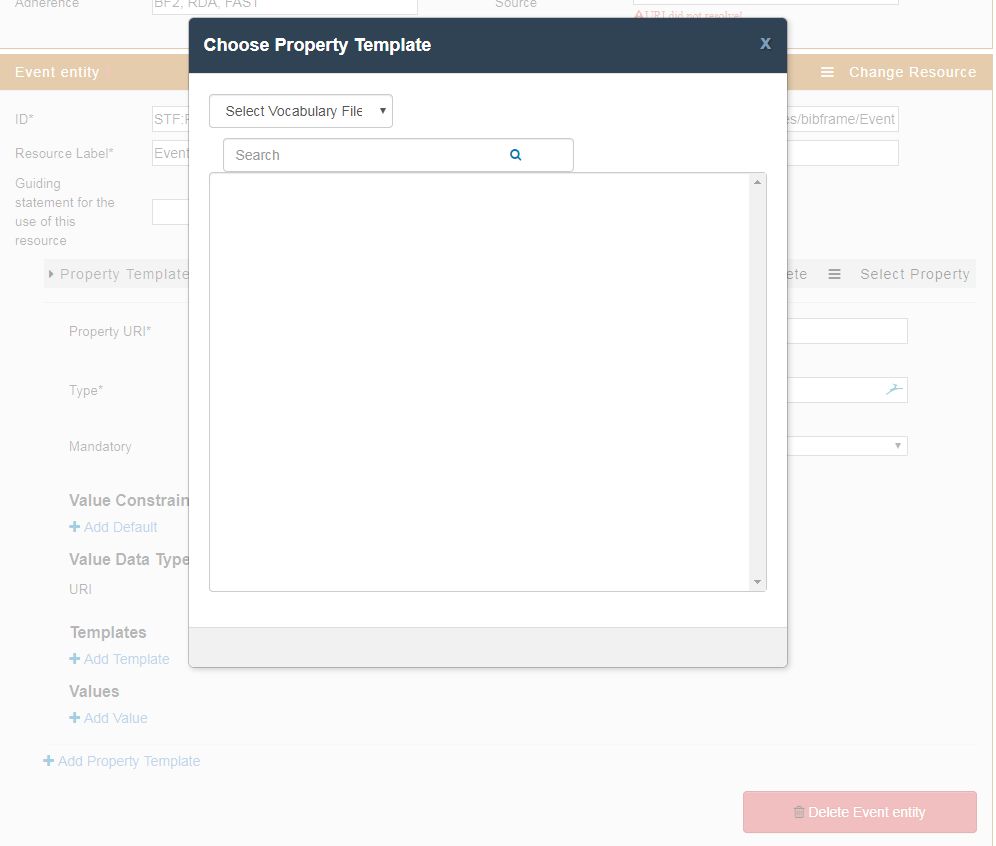 Adherence
BF2, RDA, FAST
Source
URI did not resolve!
Choose Property Template
X
Event entity
Change Resource
Select Vocabulary File
ID*
STF:
es/bibframe/Event
Search
Resource Label*
Event
Guiding
statement for the
use of this
resource
Property Template
ete
Select Property
Property URI*
Type*
Mandatory
Value Constrain
Add Default
Value Data Type
URI
Templates
Add Template
Values
Add Value
Add Property Template
Delete Event entity